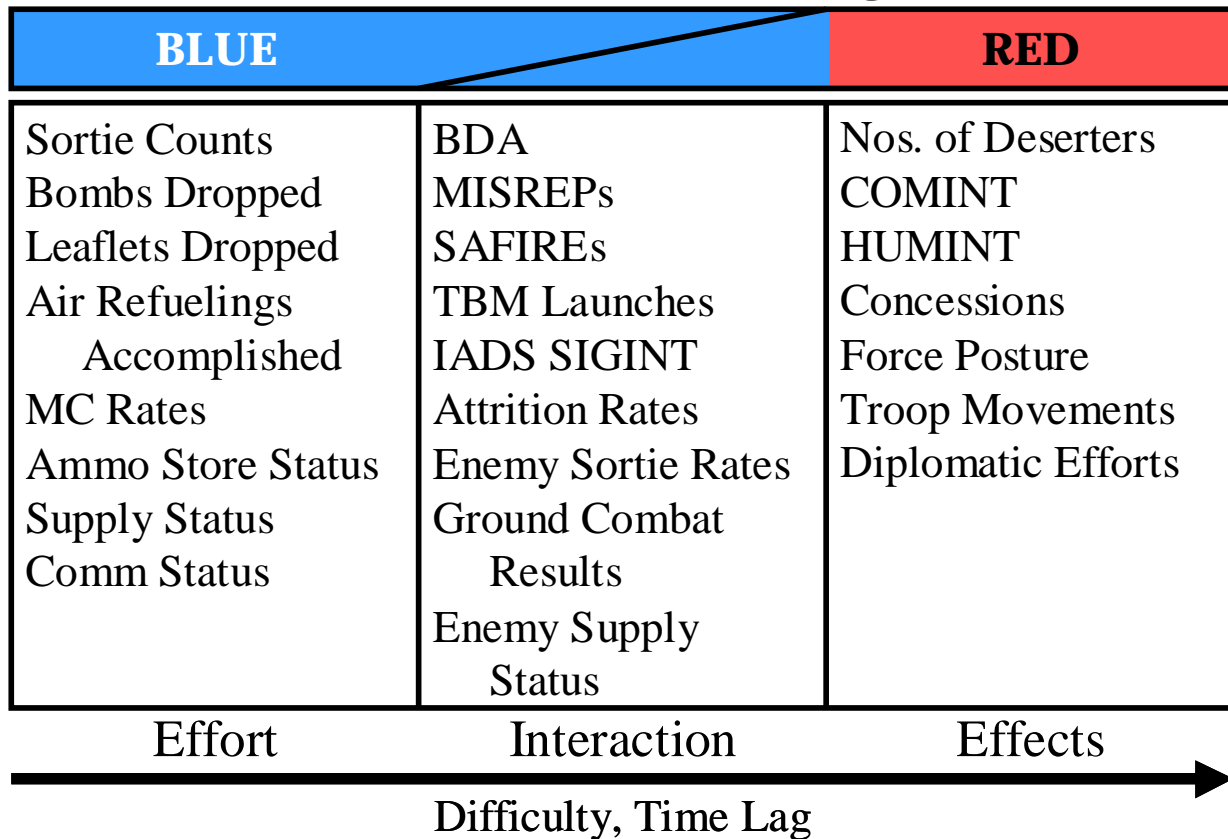 BLUE
RED
Sortie Counts
Bombs Dropped
Leaflets Dropped
Air Refuelings
Accomplished
MC Rates
Ammo Store Status
Supply Status
Comm Status
BDA
MISREPs
SAFIREs
TBM Launches
IADS SIGINT
Attrition Rates
Enemy Sortie Rates
Ground Combat
Results
Enemy Supply
Status
Nos. of Deserters
COMINT
HUMINT
Concessions
Force Posture
Troop Movements
Diplomatic Efforts
Effort
Interaction
Effects
Difficulty, Time Lag